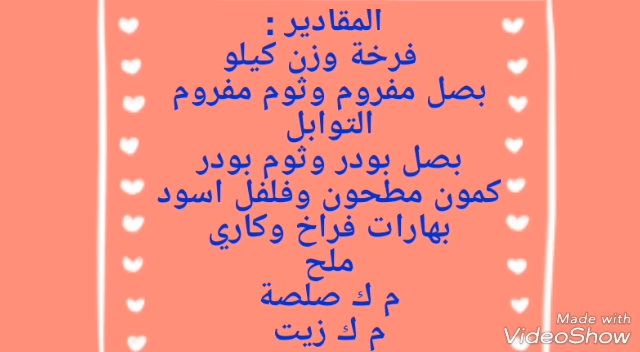 المقادير :
فرخة وزن كيلو
بصل مفروم وثوم مفروم
التوابل
بصل بودر وثوم بودر
كمون مطحون وفلفل اسود
بهارات فراخ وكاري
ملح
م ك صلصة
م ك زيت
Made with
VideoShow